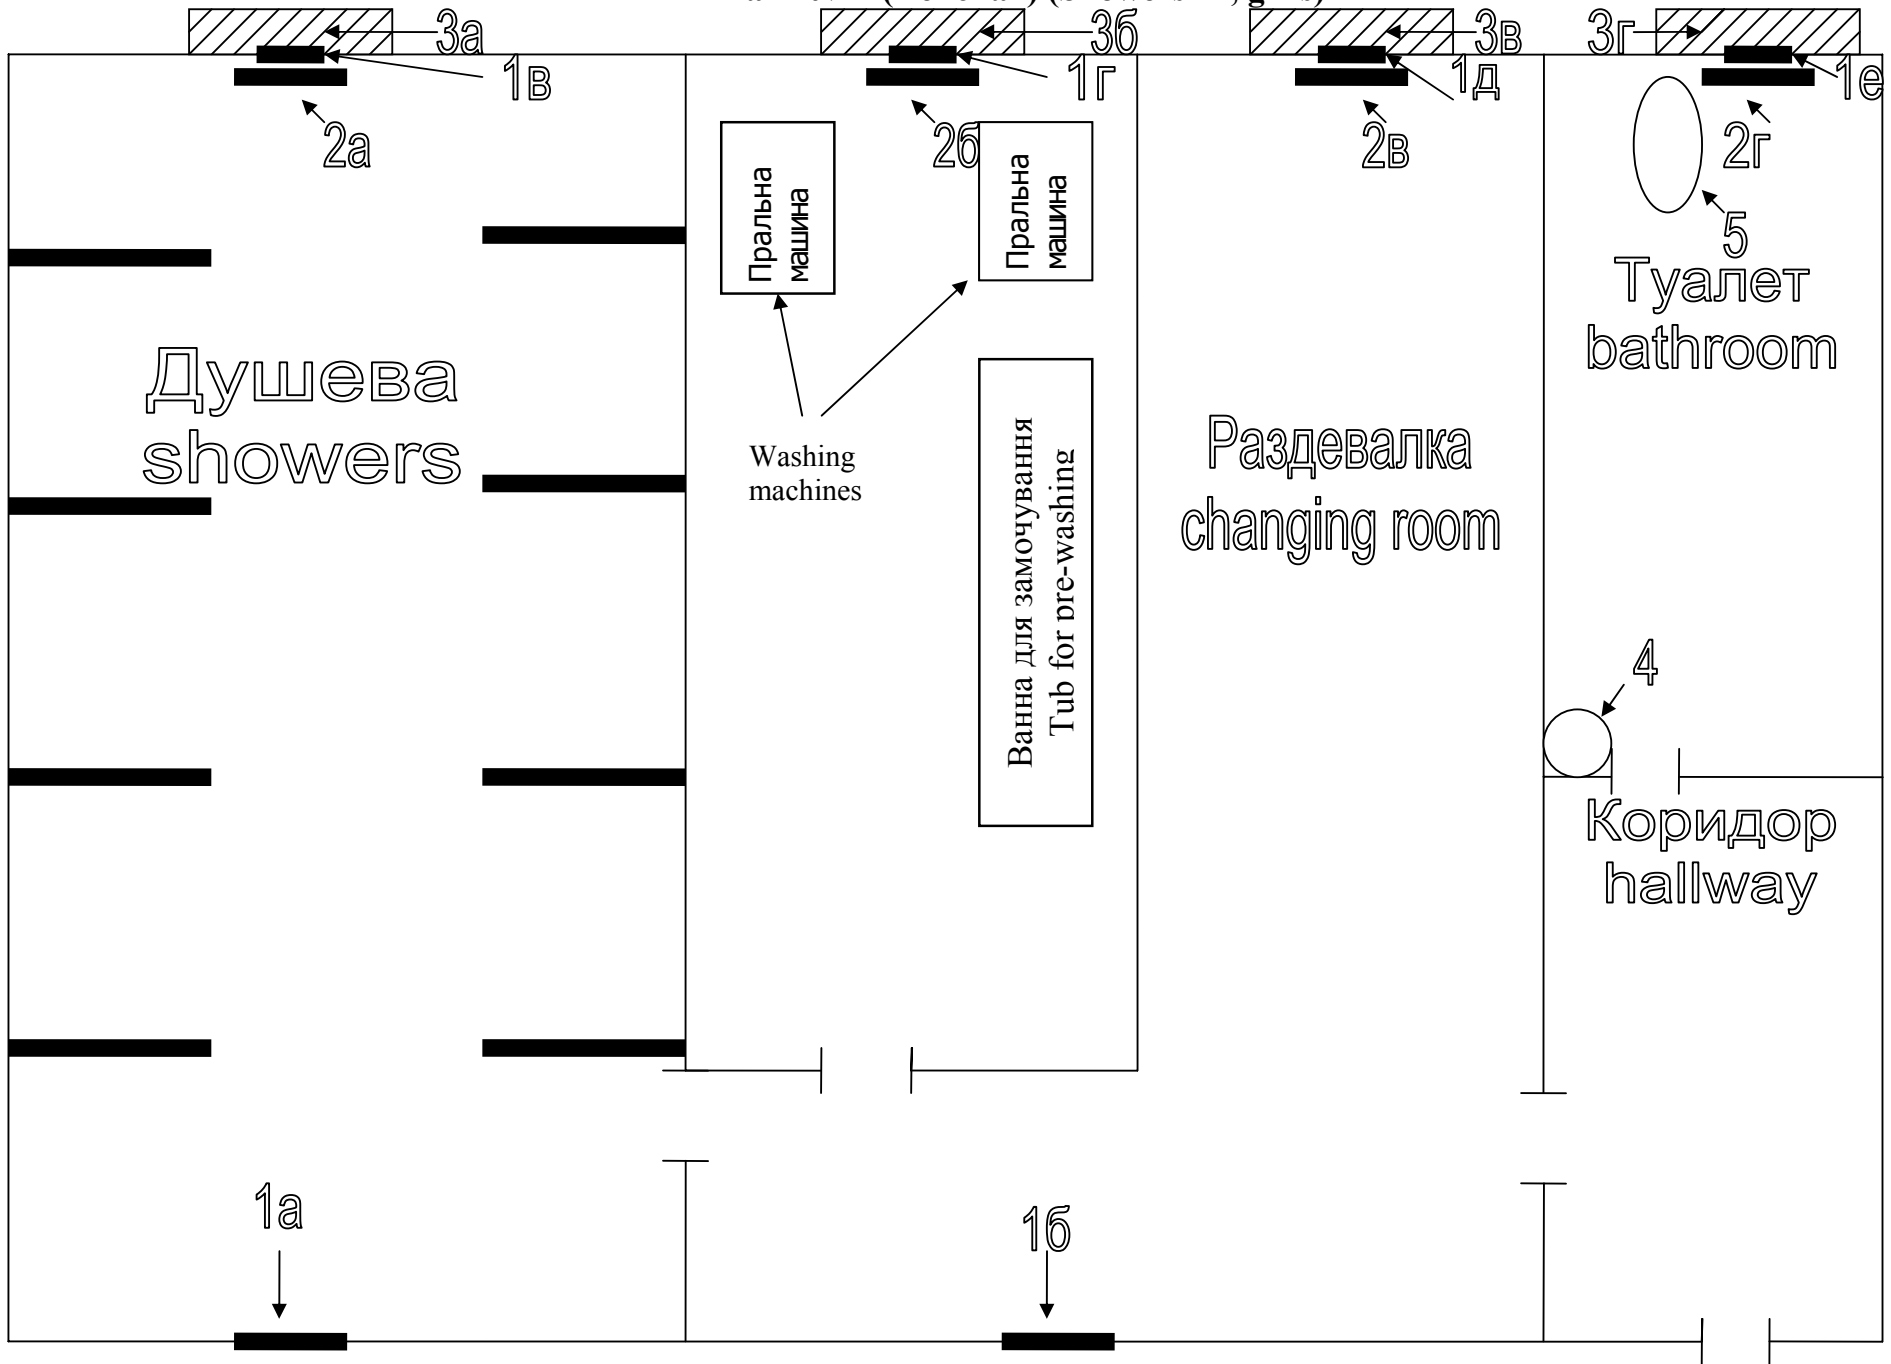 3а
3б
3в
3г
1в
1г
1д
1е
2а
2б
2в
2г
Пральна
машина
Пральна
машина
5
Туалет
bathroom
Душева
showers
Washing
machines
Ванна для замочування
Tub for pre-washing
Раздевалка
changing room
4
Коридор
hallway
1а
1б